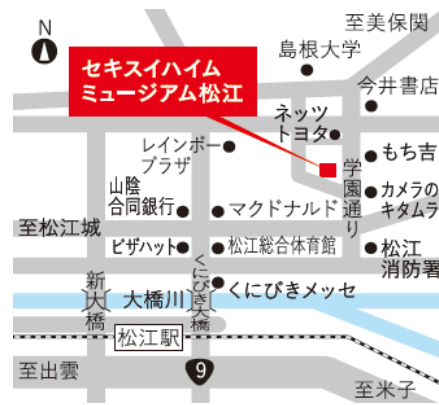 N
至美保関
島根大学
セキスイハイム
ミュージアム松江
今井書店
ネッツ
トヨタ
レインボー
プラザ
もち吉
学園通り
山陰
合同銀行
マクドナルド
カメラの
キタムラ
至松江城
ピザハット
松江総合体育館
松江
消防署
くにびき大橋
くにびきメッセ
新大橋
大橋川
松江駅
至出雲
9
至米子